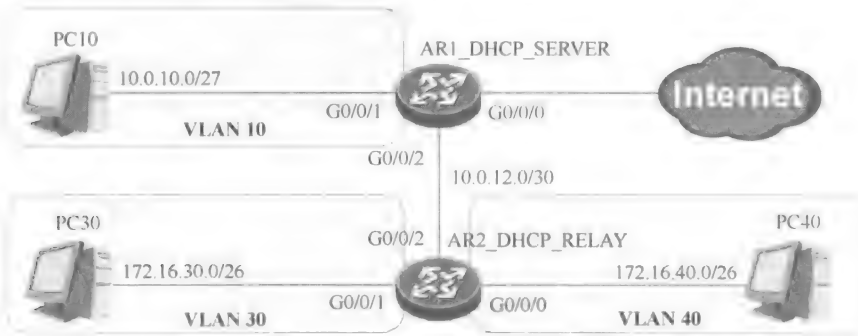 PC10
AR1_DHCP_SERVER
10.0.10.0/27
Internet
G0/0/1
G0/0/0
VLAN 10
G0/0/2
10.0.12.0/30
PC30
PC40
G0/0/2
AR2_DHCP_RELAY
172.16.30.0/26
172.16.40.0/26
G0/0/1
G0/0/0
VLAN 30
VLAN 40